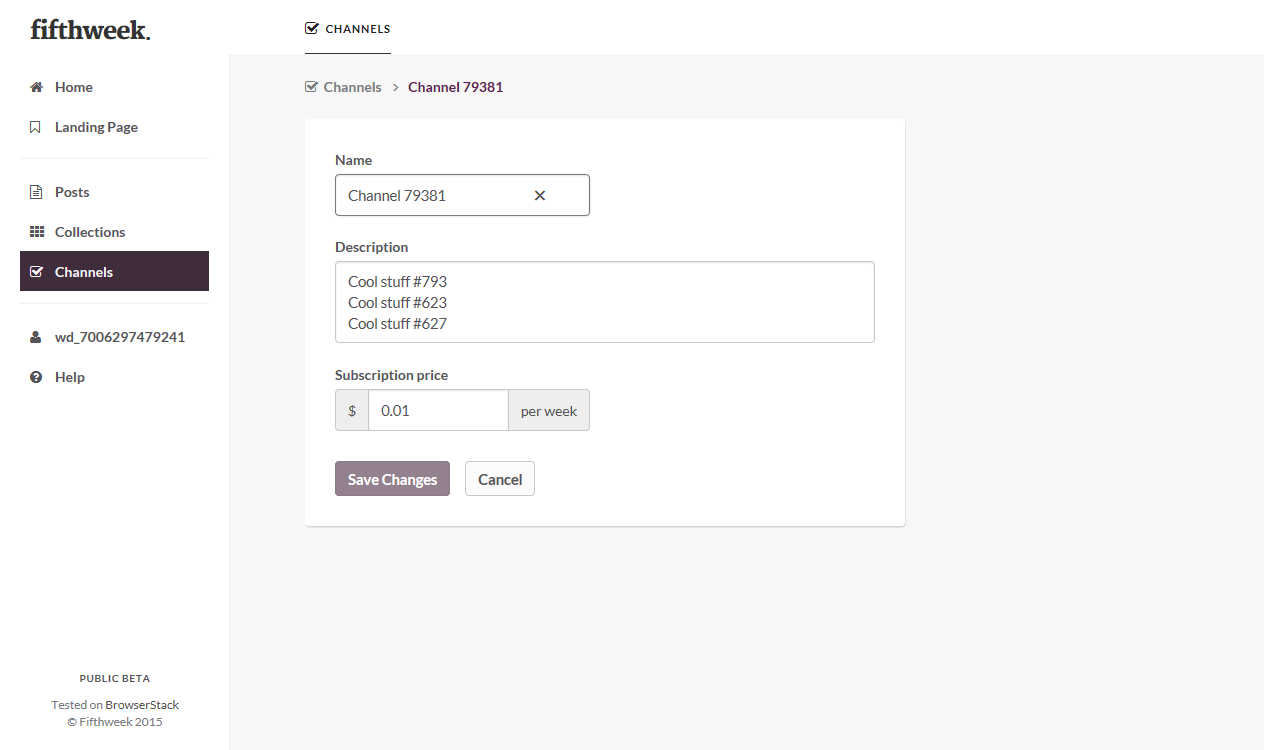 fifthweek.
CHANNELS
Home
Landing Page
Posts
Collections
Channels
wd_7006297479241
Help
PUBLIC BETA
Tested on BrowserStack
© Fifthweek 2015
Channels > Channel 79381
Name
Channel 79381
Description
Cool stuff #793
Cool stuff #623
Cool stuff #627
Subscription price
$ 0.01 per week
Save Changes Cancel